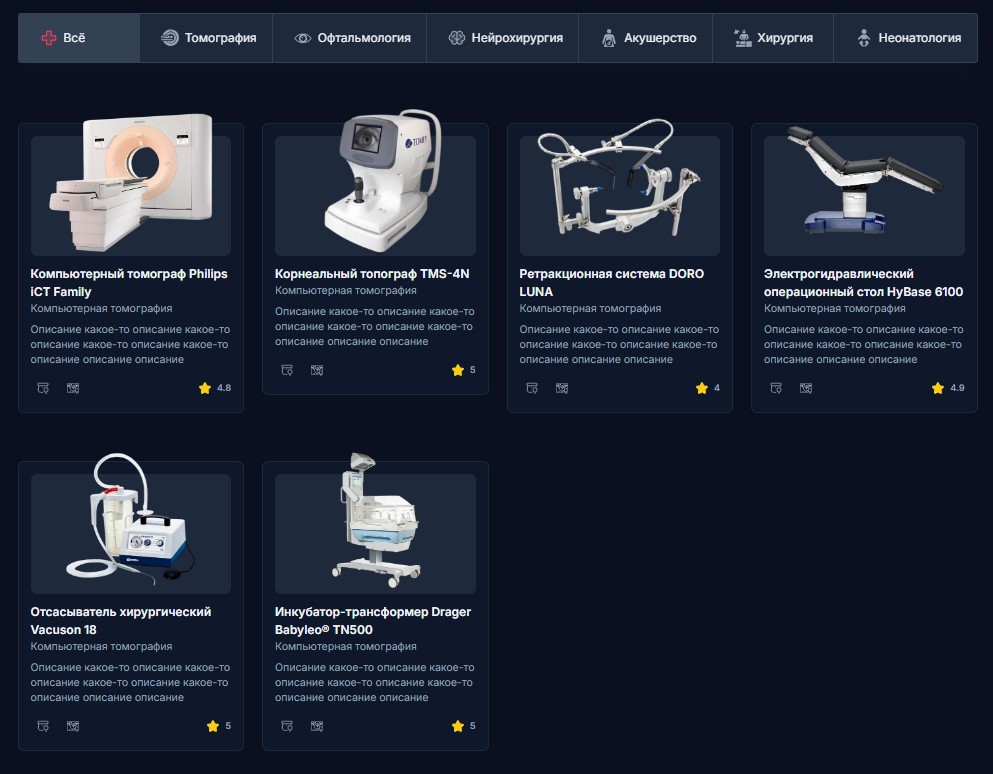 Всё
Томография
Офтальмология
Нейрохирургия
Акушерство
Хирургия
Неонатология
TOMEY
Компьютерный томограф Philips
iCT Family
Компьютерная томография
Описание какое-то описание какое-то
описание какое-то описание какое-то
описание описание описание
4.8
Корнеальный топограф TMS-4N
Компьютерная томография
Описание какое-то описание какое-то
описание какое-то описание какое-то
описание описание описание
5
Ретракционная система DORO
LUNA
Компьютерная томография
Описание какое-то описание какое-то
описание какое-то описание какое-то
описание описание описание
4
Электрогидравлический
операционный стол HyBase 6100
Компьютерная томография
Описание какое-то описание какое-то
описание какое-то описание какое-то
описание описание описание
4.9
Отсасыватель хирургический
Vacuson 18
Компьютерная томография
Описание какое-то описание какое-то
описание какое-то описание какое-то
описание описание описание
5
Инкубатор-трансформер Drager
Babyleo® TN500
Компьютерная томография
Описание какое-то описание какое-то
описание какое-то описание какое-то
описание описание описание
5